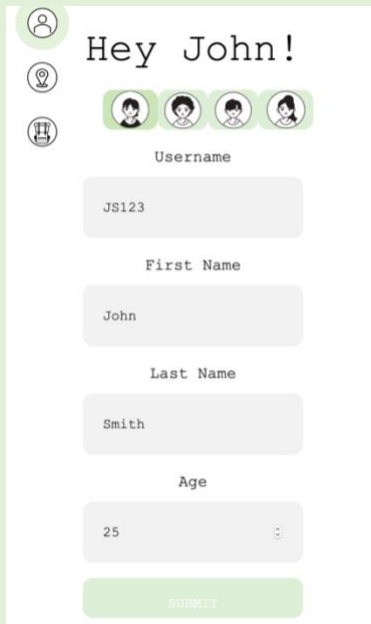 Hey John!
Username
JS123
First Name
John
Last Name
Smith
Age
25
SUBMIT